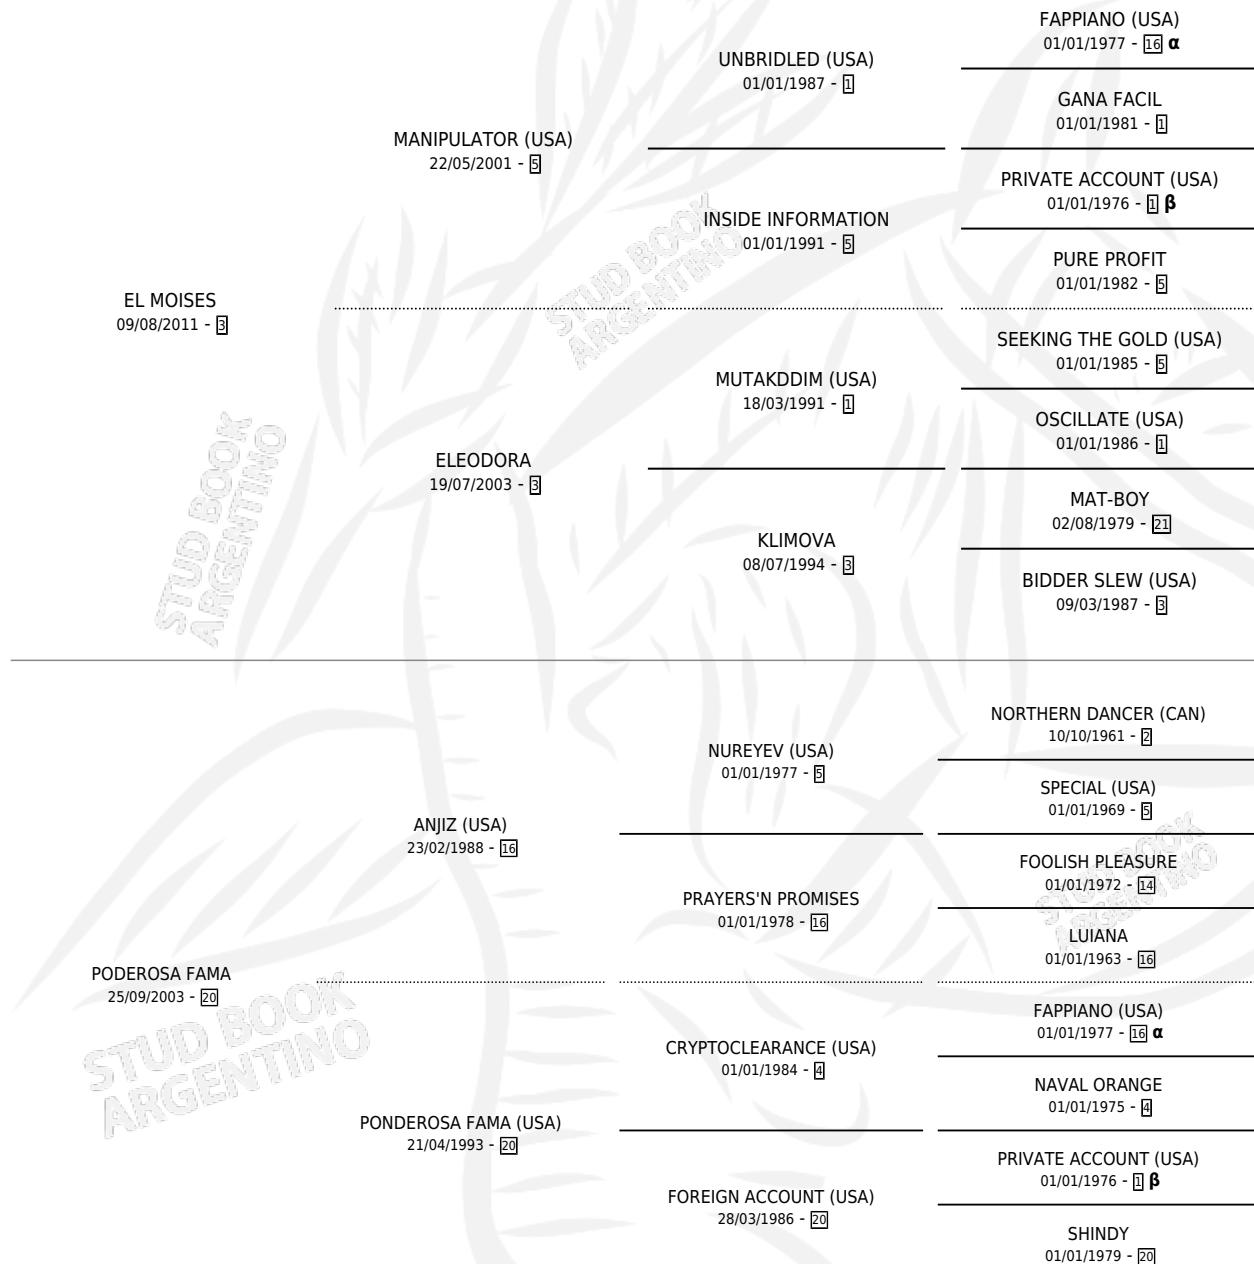 EL MOISES
09/08/2011 - 3
MANIPULATOR (USA)
22/05/2001 - 5
UNBRIDLED (USA)
01/01/1987 - 1
FAPPIANO (USA)
01/01/1977 - 16 α
GANA FACIL
01/01/1981 - 1
INSIDE INFORMATION
01/01/1991 - 5
PRIVATE ACCOUNT (USA)
01/01/1976 - 1 β
PURE PROFIT
01/01/1982 - 5
ELEODORA
19/07/2003 - 3
MUTAKDDIM (USA)
18/03/1991 - 1
SEEKING THE GOLD (USA)
01/01/1985 - 5
OSCILLATE (USA)
01/01/1986 - 1
KLIMOVA
08/07/1994 - 3
MAT-BOY
02/08/1979 - 21
BIDDER SLEW (USA)
09/03/1987 - 3
PODEROSA FAMA
25/09/2003 - 20
ANJIZ (USA)
23/02/1988 - 16
NUREYEV (USA)
01/01/1977 - 5
NORTHERN DANCER (CAN)
10/10/1961 - 2
SPECIAL (USA)
01/01/1969 - 5
PRAYERS'N PROMISES
01/01/1978 - 16
FOOLISH PLEASURE
01/01/1972 - 14
LUIANA
01/01/1963 - 16
PONDEROSA FAMA (USA)
21/04/1993 - 20
CRYPTOCLEARANCE (USA)
01/01/1984 - 4
FAPPIANO (USA)
01/01/1977 - 16 α
NAVAL ORANGE
01/01/1975 - 4
FOREIGN ACCOUNT (USA)
28/03/1986 - 20
PRIVATE ACCOUNT (USA)
01/01/1976 - 1 β
SHINDY
01/01/1979 - 20
STUD BOOK
ARGENTINO
STUD BOOK
ARGENTINO
STUD BOOK
ARGENTINO
STUD BOOK
ARGENTINO